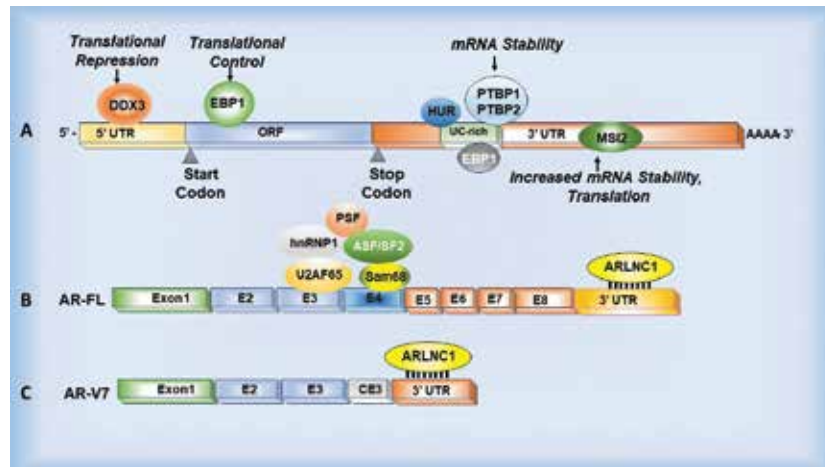 Translational
Repression
Translational
Control
mRNA Stability
DDX3
EBP1
HUR
PTBP1
PTBP2
A
5' -
5' UTR
ORF
UC-rich
3' UTR
MSI2
AAAA- 3'
EBP1
Start
Codon
Stop
Codon
Increased mRNA Stability,
Translation
PSF
hnRNP1
ASF/SF2
U2AF65
Sam68
ARLNC1
B
AR-FL
Exon1
E2
E3
E4
E5
E6
E7
E8
3' UTR
ARLNC1
C
AR-V7
Exon1
E2
E3
CE3
3' UTR